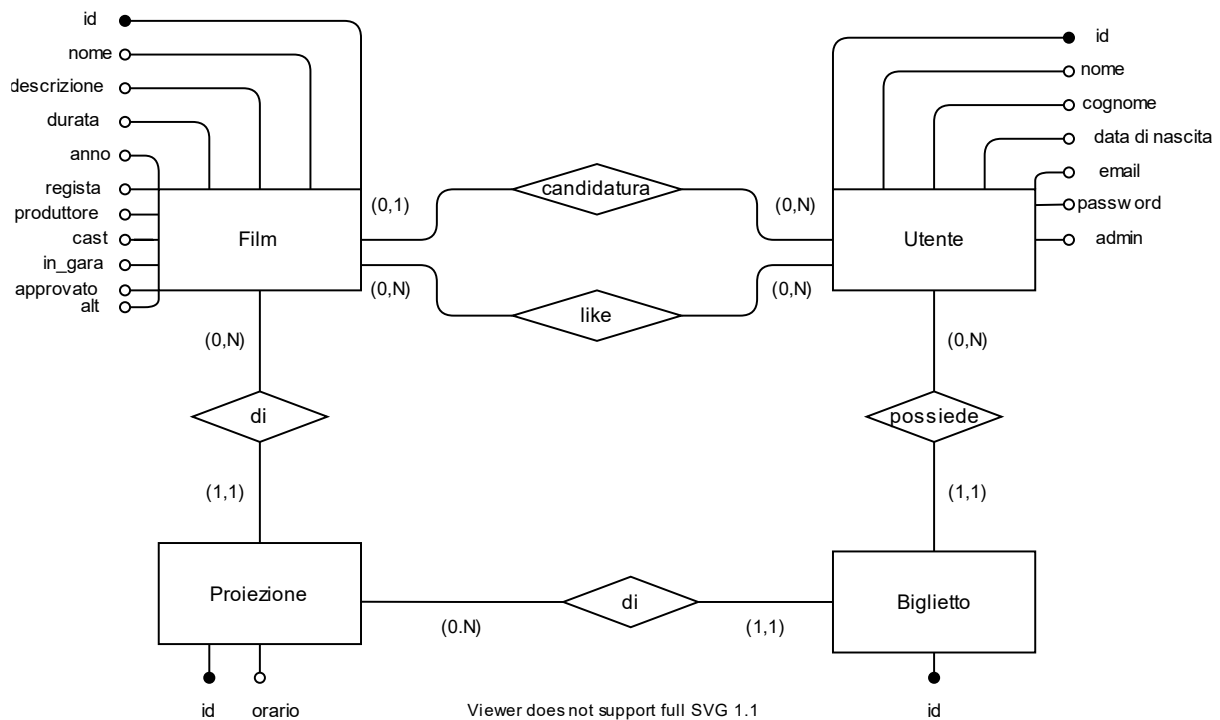 id
nome
descrizione
durata
anno
regista
produttore
cast
in_gara
approvato
alt
Film
(0,1)
candidatura
(0,N)
(0,N)
like
(0,N)
Utente
id
nome
cognome
data di nascita
email
password
admin
(0,N)
di
(1,1)
(0,N)
possiede
(1,1)
Proiezione
(0.N)
di
(1,1)
Biglietto
id
orario
Viewer does not support full SVG 1.1
id